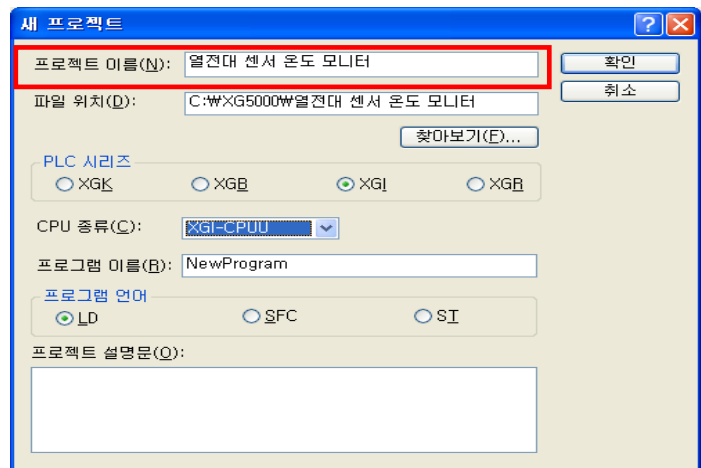 새 프로젝트
프로젝트 이름(N): 열전대 센서 온도 모니터 확인
파일 위치(D): C:₩XG5000₩열전대 센서 온도 모니터 취소
찾아보기(F)...
PLC 시리즈
XGK XGB XGI XGR
CPU 종류(C): XGI-CPUU
프로그램 이름(R): NewProgram
프로그램 언어
LD SFC ST
프로젝트 설명문(O):